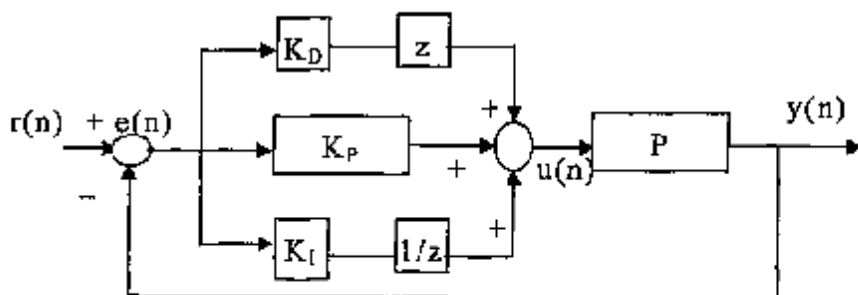 K_D
z
r(n) + e(n)
+
y(n)
K_P
P
+
u(n)
−
K_I
1/z
+